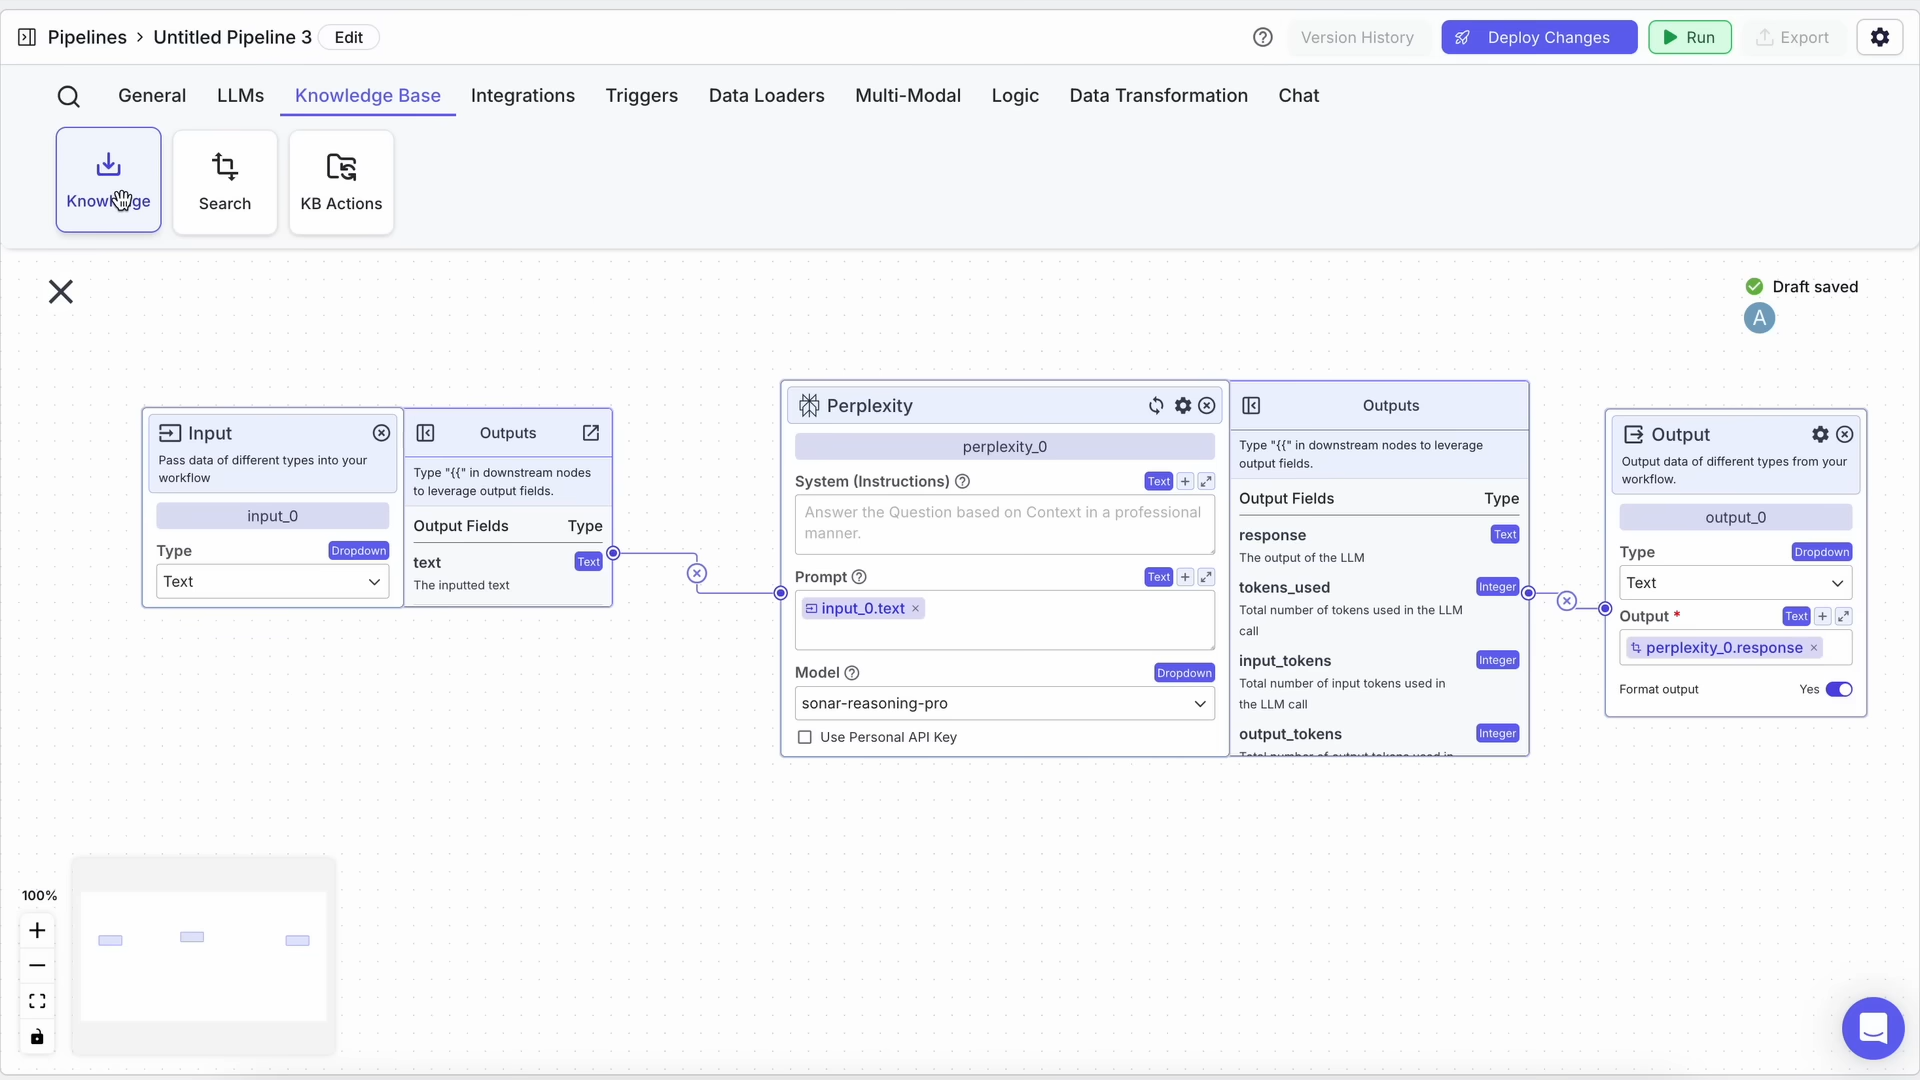 Pipelines > Untitled Pipeline 3 Edit
Version History
Deploy Changes
Run
Export
General LLMs Knowledge Base Integrations Triggers Data Loaders Multi-Modal Logic Data Transformation Chat
Knowledge
Search
KB Actions
Draft saved
A
Input
Pass data of different types into your
workflow
input_0
Type Dropdown
Text
Outputs
Type "{{" in downstream nodes
to leverage output fields.
Output Fields Type
text Text
The inputted text
Perplexity
perplexity_0
System (Instructions) Text
Answer the Question based on Context in a professional
manner.
Prompt Text
input_0.text
Model Dropdown
sonar-reasoning-pro
Use Personal API Key
Outputs
Type "{{" in downstream nodes to leverage
output fields.
Output Fields Type
response Text
The output of the LLM
tokens_used Integer
Total number of tokens used in the LLM
call
input_tokens Integer
Total number of input tokens used in
the LLM call
output_tokens Integer
Total number of output tokens used in
Output
Output data of different types from your
workflow.
output_0
Type Dropdown
Text
Output * Text
perplexity_0.response
Format output Yes
100%